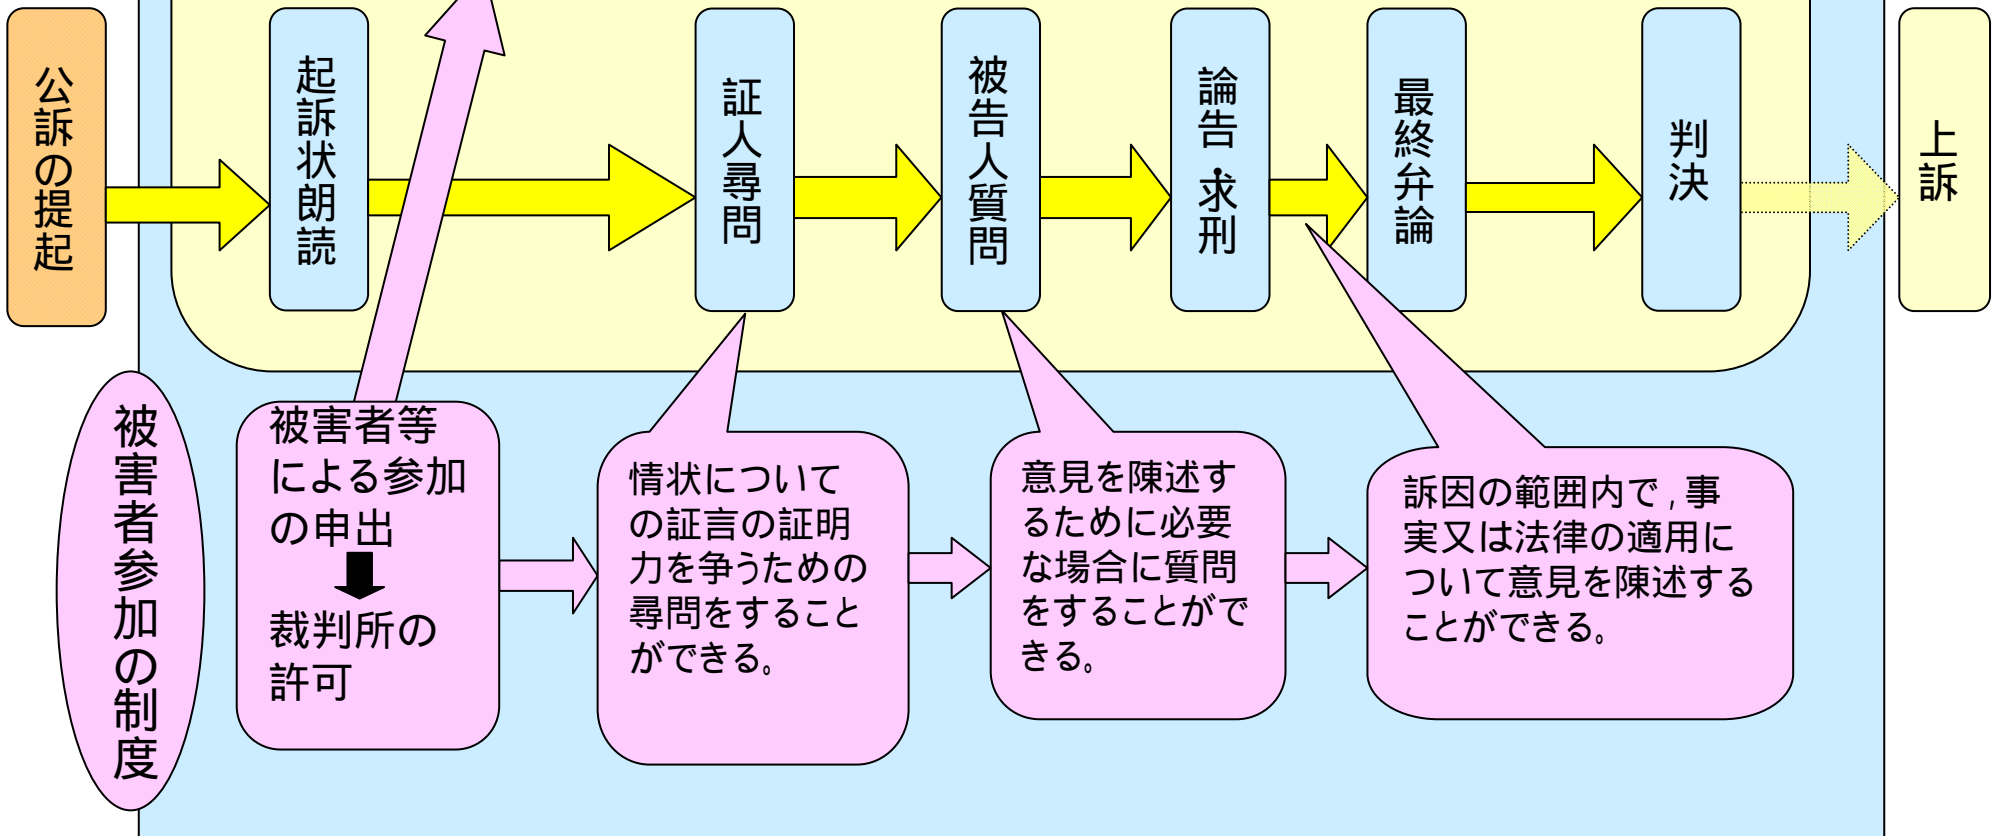 公訴の提起
起訴状朗読
証人尋問
被告人質問
論告・求刑
最終弁論
判決
上訴
被害者参加の制度
被害者等
による参加
の申出
裁判所の
許可
情状について
の証言の証明
力を争うための
尋問をすること
ができる。
意見を陳述す
るために必要
な場合に質問
をすることがで
きる。
訴因の範囲内で,事
実又は法律の適用に
ついて意見を陳述する
ことができる。